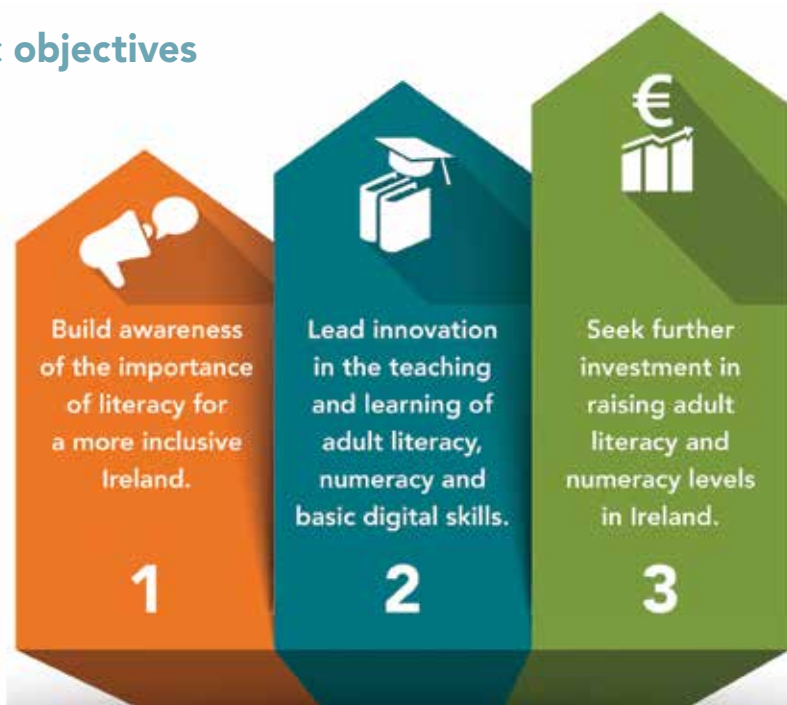 objectives
Build awareness
of the importance
of literacy for
a more inclusive
Ireland.
1
Lead innovation
in the teaching
and learning of
adult literacy,
numeracy and
basic digital skills.
2
€
Seek further
investment in
raising adult
literacy and
numeracy levels
in Ireland.
3